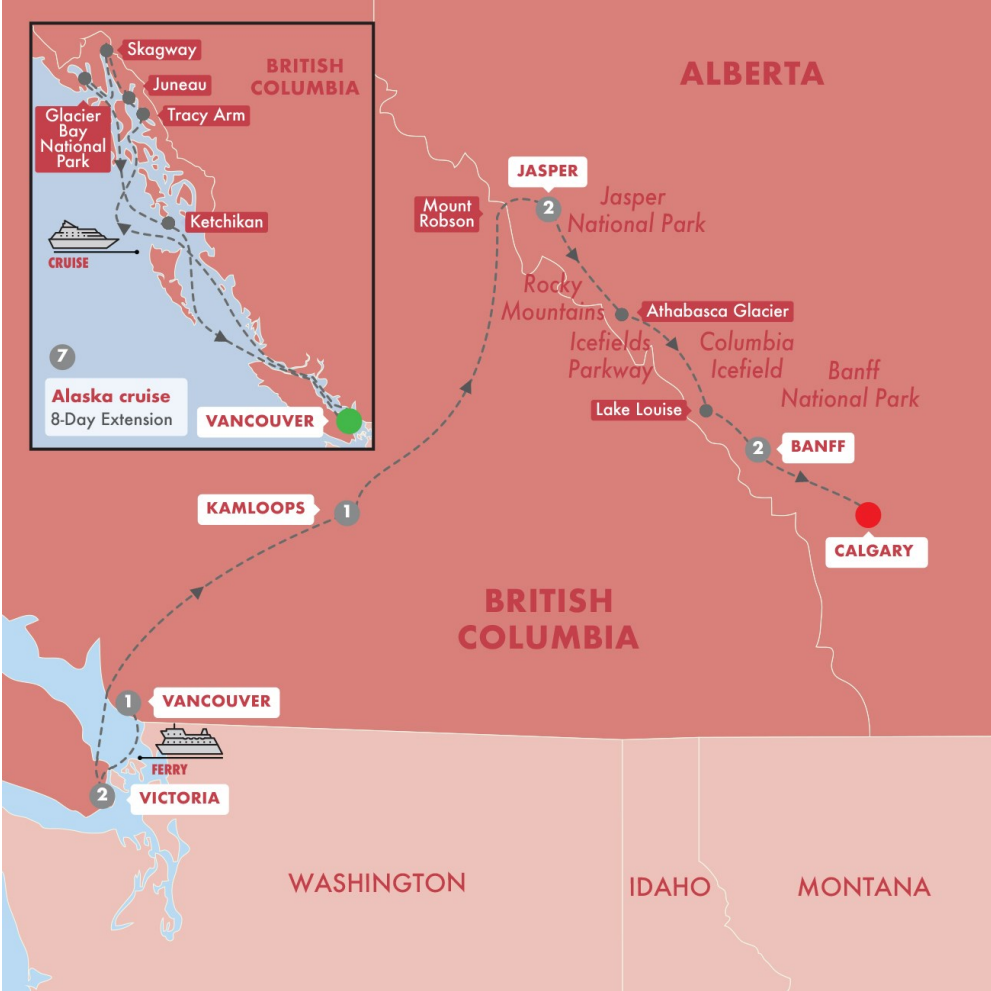 Skagway
BRITISH
COLUMBIA
Juneau
Tracy Arm
Glacier
Bay
National
Park
Ketchikan
CRUISE
7
Alaska cruise
8-Day Extension
VANCOUVER
ALBERTA
JASPER
2
Mount
Robson
Jasper
National Park
Rocky
Mountains
Athabasca Glacier
Icefields
Parkway
Columbia
Icefield
Banff
National Park
Lake Louise
2
BANFF
KAMLOOPS
1
CALGARY
BRITISH
COLUMBIA
1
VANCOUVER
FERRY
2
VICTORIA
WASHINGTON
IDAHO
MONTANA